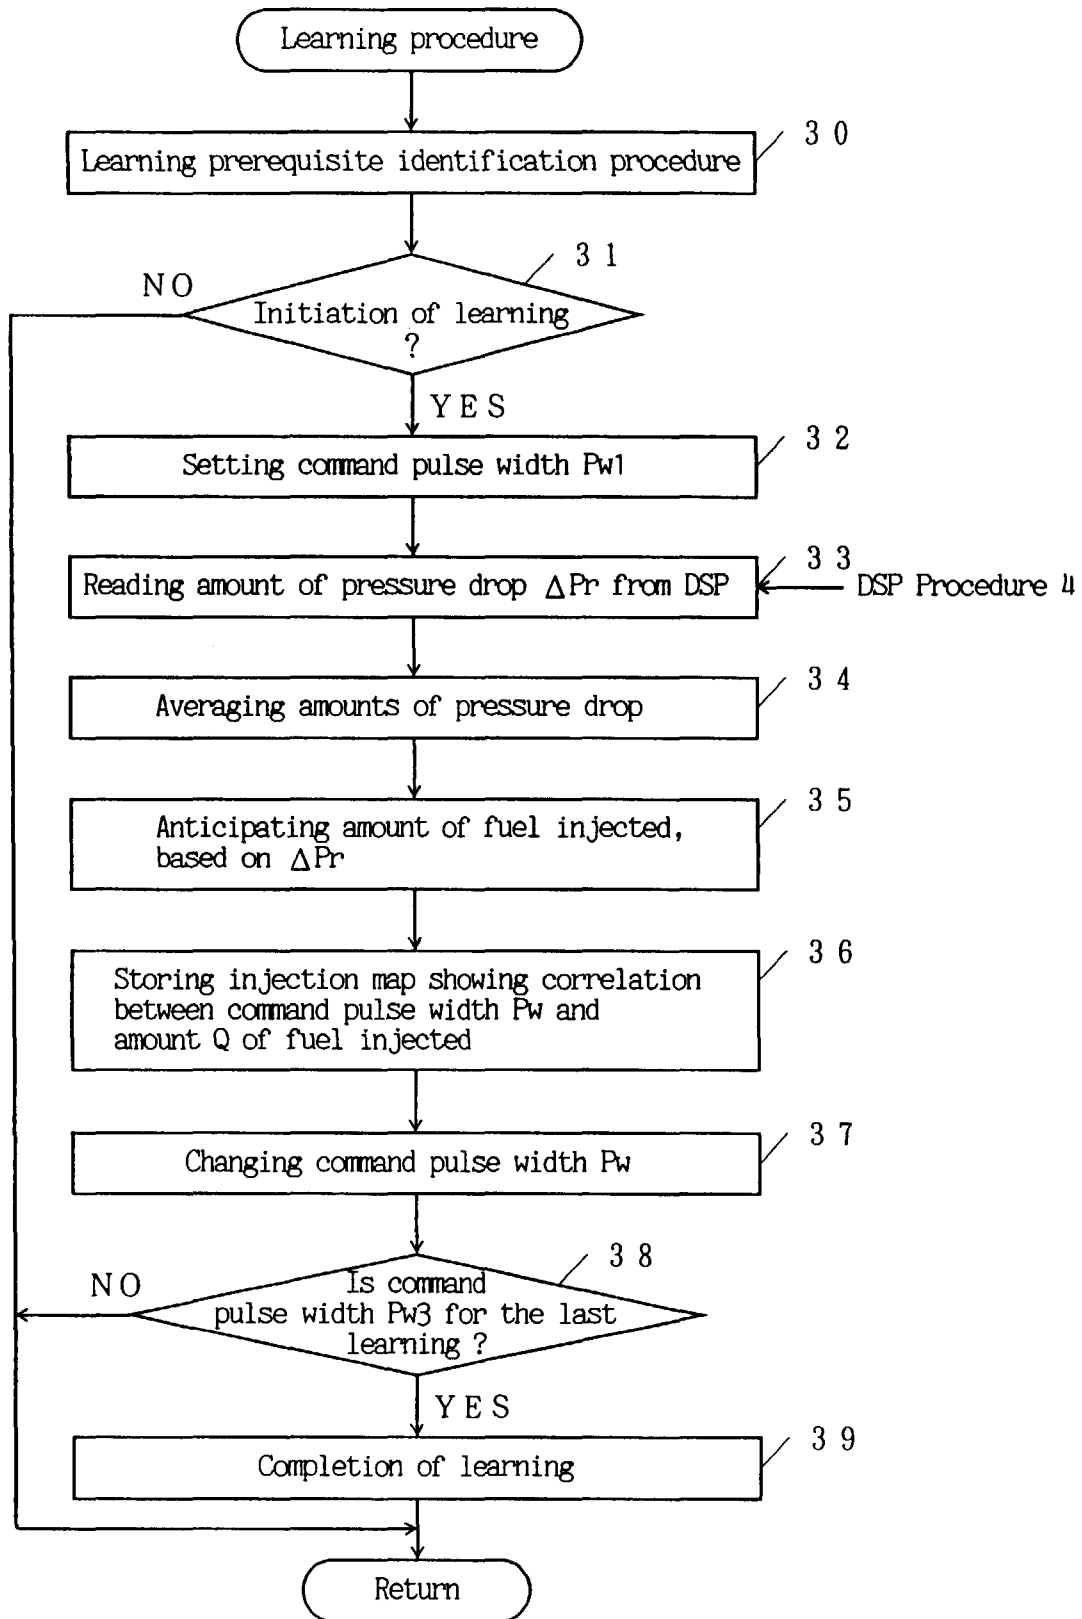 Learning procedure
30
Learning prerequisite identification procedure
31
NO
Initiation of learning
?
YES
32
Setting command pulse width Pw1
33
Reading amount of pressure drop ΔPr from DSP
DSP Procedure 4
34
Averaging amounts of pressure drop
35
Anticipating amount of fuel injected,
based on ΔPr
36
Storing injection map showing correlation
between command pulse width Pw and
amount Q of fuel injected
37
Changing command pulse width Pw
38
NO
Is command
pulse width Pw3 for the last
learning ?
YES
39
Completion of learning
Return